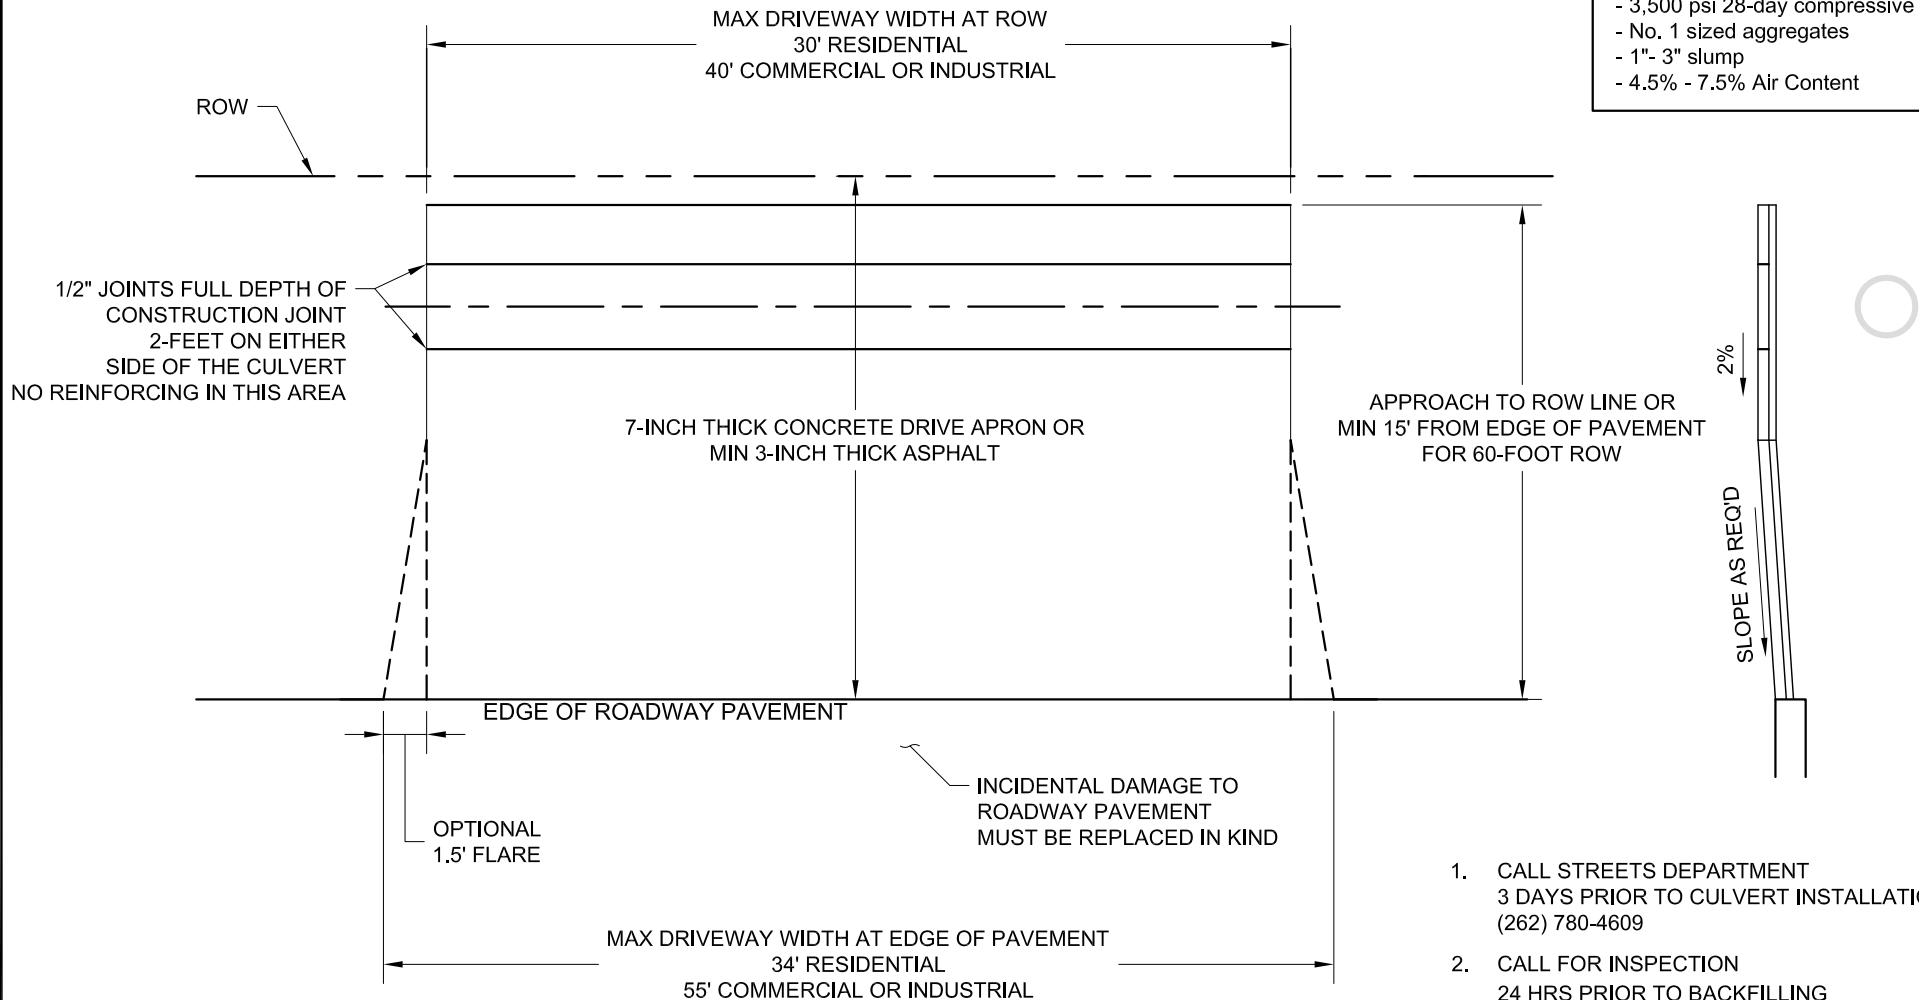 MAX DRIVEWAY WIDTH AT ROW
30' RESIDENTIAL
40' COMMERCIAL OR INDUSTRIAL
- 3,500 psi 28-day compressive
- No. 1 sized aggregates
- 1"- 3" slump
- 4.5% - 7.5% Air Content
ROW
1/2" JOINTS FULL DEPTH OF
CONSTRUCTION JOINT
2-FEET ON EITHER
SIDE OF THE CULVERT
NO REINFORCING IN THIS AREA
7-INCH THICK CONCRETE DRIVE APRON OR
MIN 3-INCH THICK ASPHALT
APPROACH TO ROW LINE OR
MIN 15' FROM EDGE OF PAVEMENT
FOR 60-FOOT ROW
2%
SLOPE AS REQ'D
EDGE OF ROADWAY PAVEMENT
OPTIONAL
1.5' FLARE
INCIDENTAL DAMAGE TO
ROADWAY PAVEMENT
MUST BE REPLACED IN KIND
MAX DRIVEWAY WIDTH AT EDGE OF PAVEMENT
34' RESIDENTIAL
55' COMMERCIAL OR INDUSTRIAL
1. CALL STREETS DEPARTMENT
3 DAYS PRIOR TO CULVERT
(262) 780-4609
2. CALL FOR INSPECTION
24 HRS PRIOR TO BACKFILLING